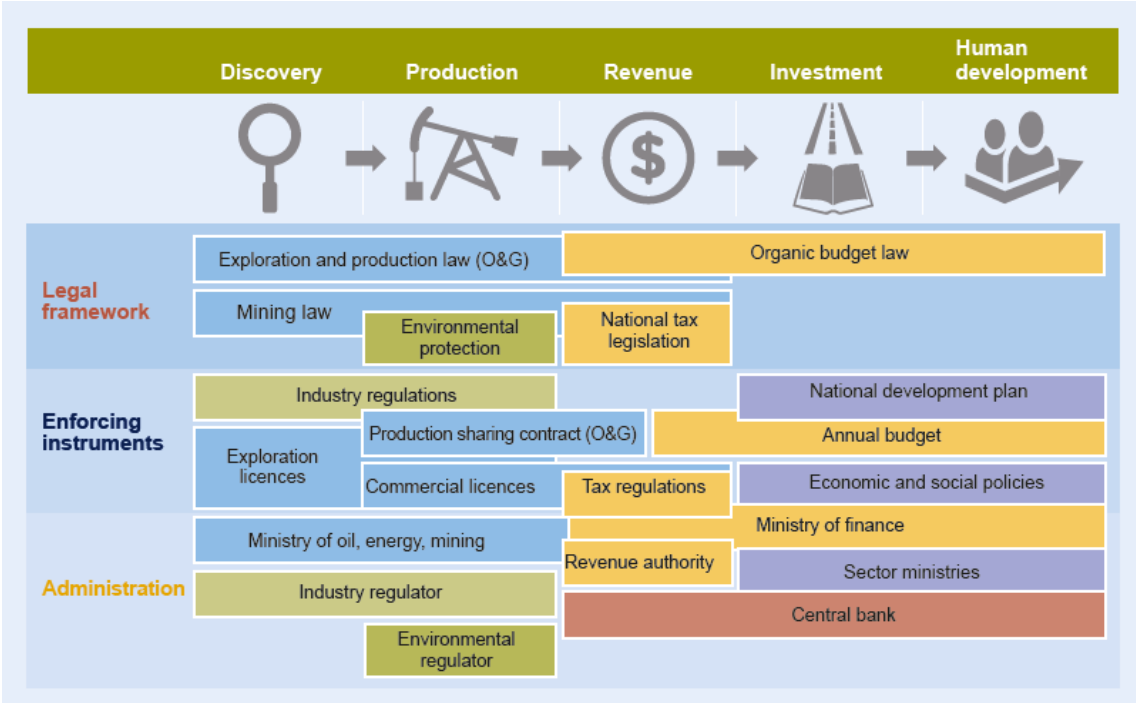 Discovery
Production
Revenue
Investment
Human
development
$
Legal
framework
Exploration and production law (O&G)
Organic budget law
Mining law
Environmental
protection
National tax
legislation
Enforcing
instruments
Industry regulations
National development plan
Production sharing contract (O&G)
Annual budget
Exploration
licences
Commercial licences
Tax regulations
Economic and social policies
Administration
Ministry of oil, energy, mining
Ministry of finance
Revenue authority
Sector ministries
Industry regulator
Central bank
Environmental
regulator